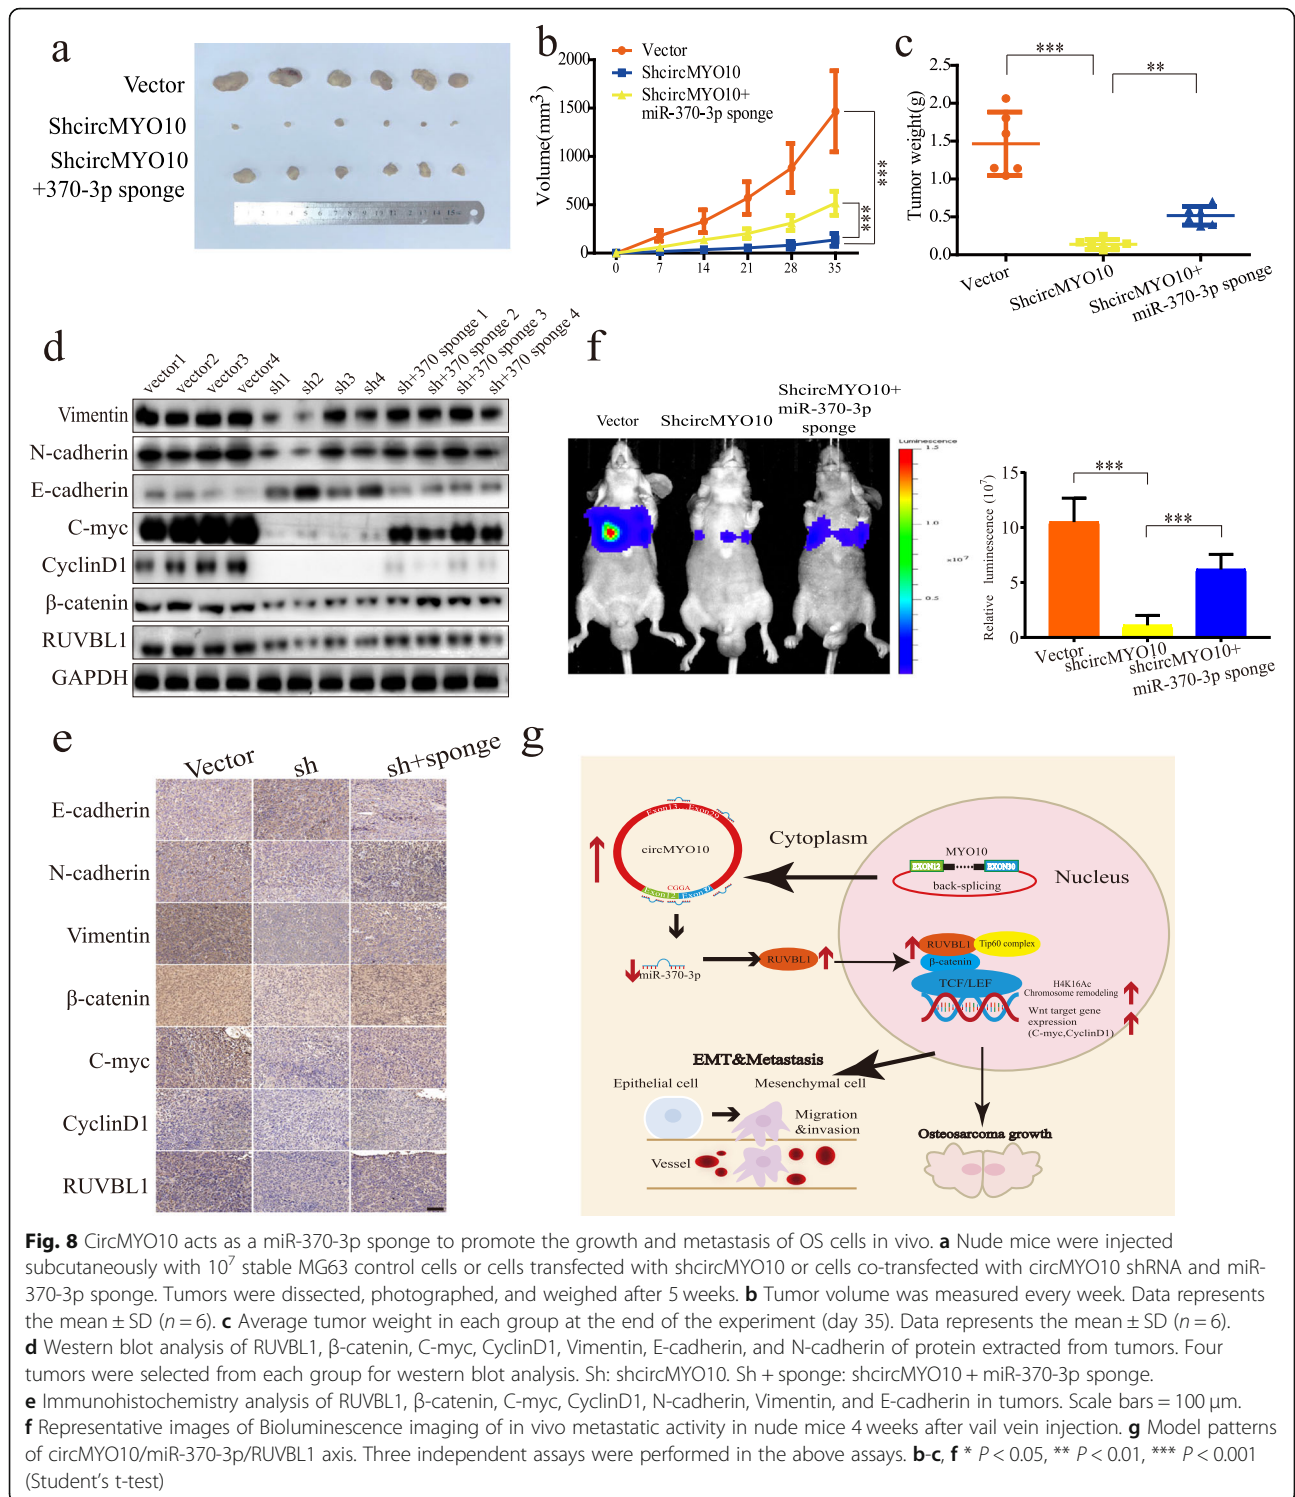 a
Vector
ShcircMYO10
ShcircMYO10
+370-3p sponge
b
Vector
ShcircMYO10
ShcircMYO10+
miR-370-3p sponge
Volume(mm³)
2000
1500
1000
500
0
0 7 14 21 28 35
***
***
c
***
**
Tumor weight(g)
2.5
2.0
1.5
1.0
0.5
0.0
Vector
ShcircMYO10
ShcircMYO10+
miR-370-3p sponge
d
vector1 vector2 vector3 vector4 sh1 sh2 sh3 sh4 sh+370 sponge 1 sh+370 sponge 2 sh+370 sponge 3 sh+370 sponge 4
Vimentin
N-cadherin
E-cadherin
C-myc
CyclinD1
β-catenin
RUVBL1
GAPDH
f
Vector
ShcircMYO10
ShcircMYO10+
miR-370-3p
sponge
Luminescence
1.5
1.0
×10⁷
0.5
Relative luminescence (10⁷)
15
10
5
0
***
***
Vector
shcircMYO10
shcircMYO10+
miR-370-3p sponge
e
Vector sh sh+sponge
E-cadherin
N-cadherin
Vimentin
β-catenin
C-myc
CyclinD1
RUVBL1
g
Exon13...Exon29
circMYO10
CGGA
Exon12 Exon30
Cytoplasm
MYO10
EXON12 EXON30
back-splicing
Nucleus
miR-370-3p
RUVBL1
RUVBL1 Tip60 complex
β-catenin
TCF/LEF
H4K16Ac
Chromosome remodeling
Wnt target gene
expression
(C-myc,CyclinD1)
EMT&Metastasis
Epithelial cell
Mesenchymal cell
Migration
&invasion
Vessel
Osteosarcoma growth
Fig. 8 CircMYO10 acts as a miR-370-3p sponge to promote the growth and metastasis of OS cells in vivo. a Nude mice were injected
subcutaneously with 10⁷ stable MG63 control cells or cells transfected with shcircMYO10 or cells co-transfected with circMYO10 shRNA and miR-
370-3p sponge. Tumors were dissected, photographed, and weighed after 5 weeks. b Tumor volume was measured every week. Data represents
the mean ± SD (n = 6). c Average tumor weight in each group at the end of the experiment (day 35). Data represents the mean ± SD (n = 6).
d Western blot analysis of RUVBL1, β-catenin, C-myc, CyclinD1, Vimentin, E-cadherin, and N-cadherin of protein extracted from tumors. Four
tumors were selected from each group for western blot analysis. Sh: shcircMYO10. Sh + sponge: shcircMYO10 + miR-370-3p sponge.
e Immunohistochemistry analysis of RUVBL1, β-catenin, C-myc, CyclinD1, N-cadherin, Vimentin, and E-cadherin in tumors. Scale bars = 100 μm.
f Representative images of Bioluminescence imaging of in vivo metastatic activity in nude mice 4 weeks after vail vein injection. g Model patterns
of circMYO10/miR-370-3p/RUVBL1 axis. Three independent assays were performed in the above assays. b-c, f * P < 0.05, ** P < 0.01, *** P < 0.001
(Student's t-test)